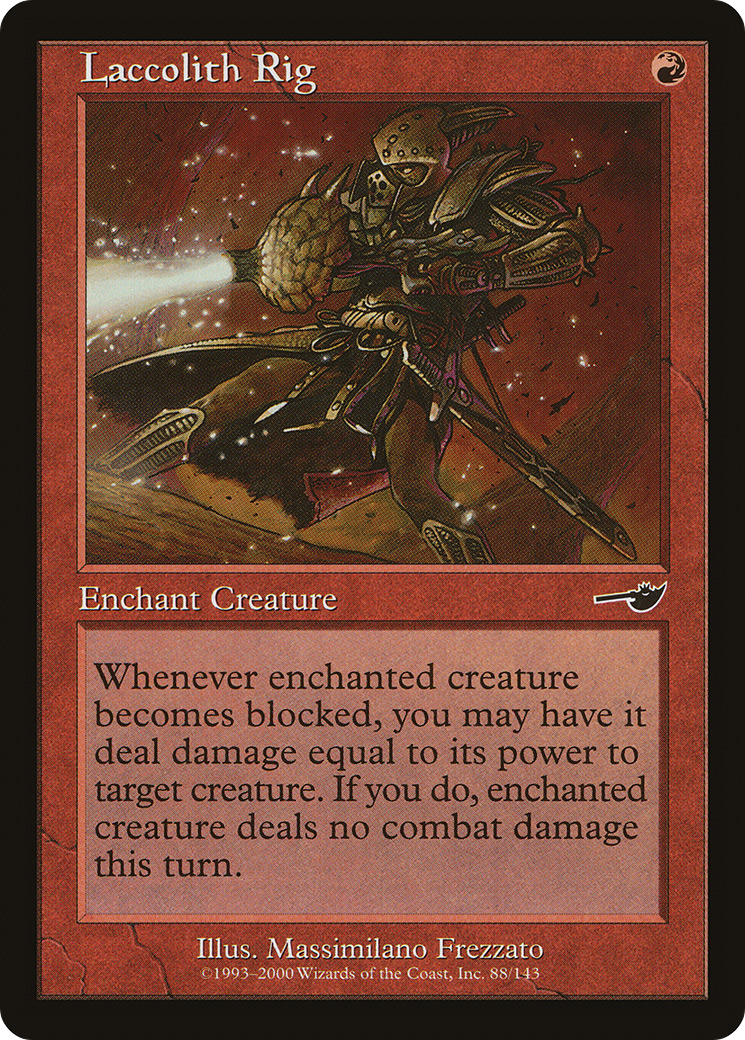 Laccolith Rig
Enchant Creature
Whenever enchanted creature
becomes blocked, you may have it
deal damage equal to its power to
target creature. If you do, enchanted
creature deals no combat damage
this turn.
Illus. Massimilano Frezzato
©1993–2000 Wizards of the Coast, Inc. 88/143